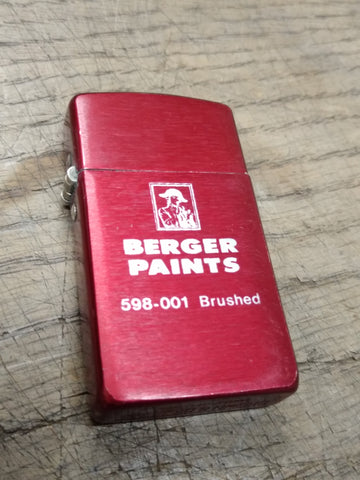 BERGER
PAINTS
598-001 Brushed